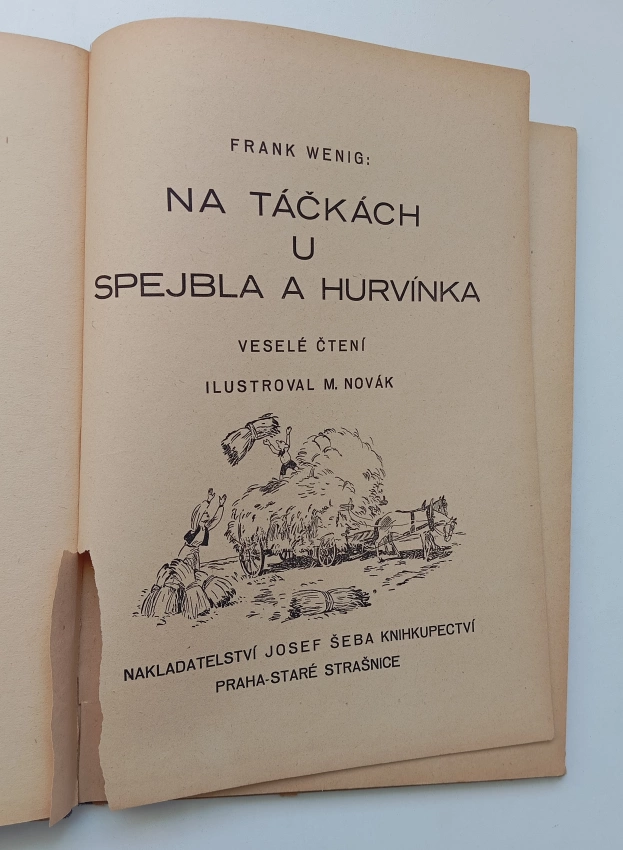 FRANK WENIG:
NA TÁČKÁCH
U
SPEJBLA A HURVÍNKA
VESELÉ ČTENÍ
ILUSTROVAL M. NOVÁK
NAKLADATELSTVÍ JOSEF ŠEBA KNIHKUPECTVÍ
PRAHA-STARÉ STRAŠNICE